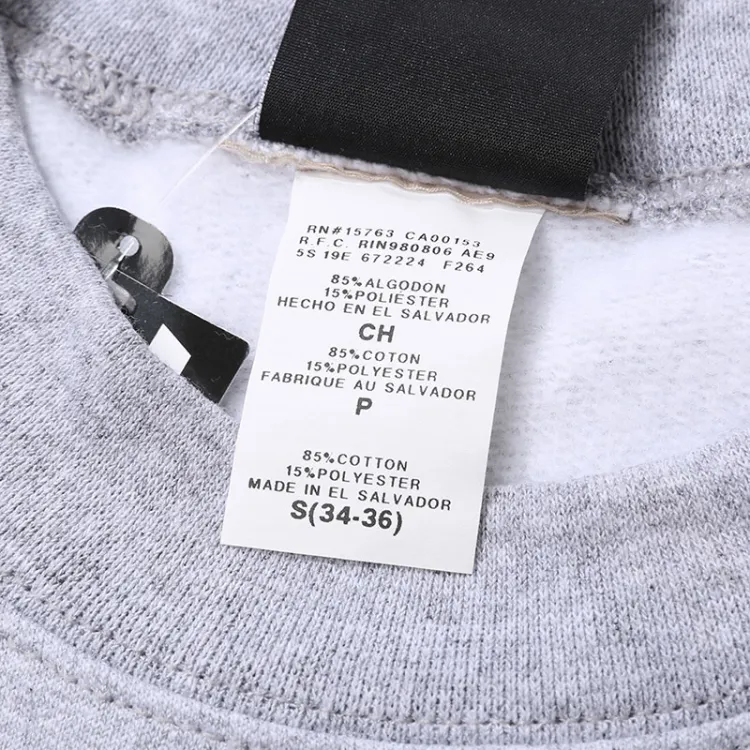 RN#15763 CA00153
R.F.C. RIN980806 AE9
5S 19E 672224 F264
85%ALGODON
15%POLIESTER
HECHO EN EL SALVADOR
CH
85%COTON
15%POLYESTER
FABRIQUE AU SALVADOR
P
85%COTTON
15%POLYESTER
MADE IN EL SALVADOR
S(34-36)